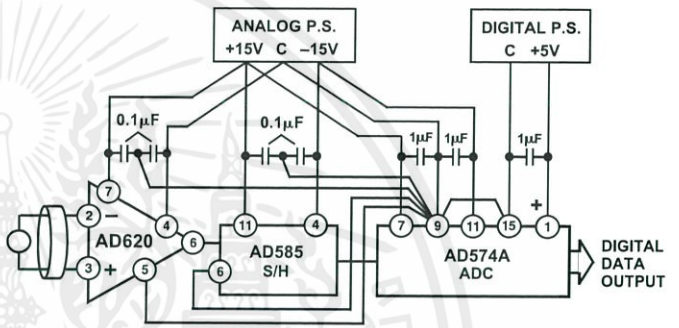 ANALOG P.S.
+15V C –15V
DIGITAL P.S.
C +5V
0.1µF
0.1µF
1µF
1µF
1µF
+
7
2
–
4
11
4
7
9
11
15
1
AD620
6
AD585
S/H
AD574A
ADC
DIGITAL
DATA
OUTPUT
3
+
5
6